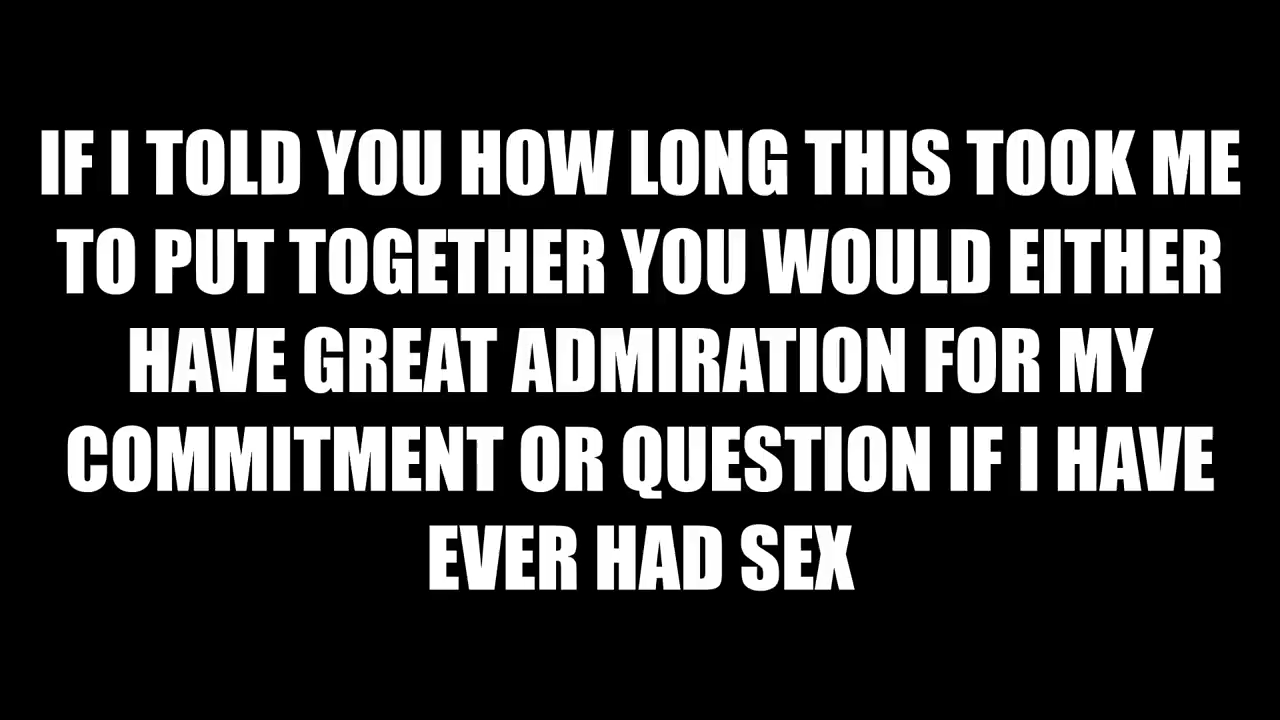 IF I TOLD YOU HOW LONG THIS TOOK ME
TO PUT TOGETHER YOU WOULD EITHER
HAVE GREAT ADMIRATION FOR MY
COMMITMENT OR QUESTION IF I HAVE
EVER HAD SEX